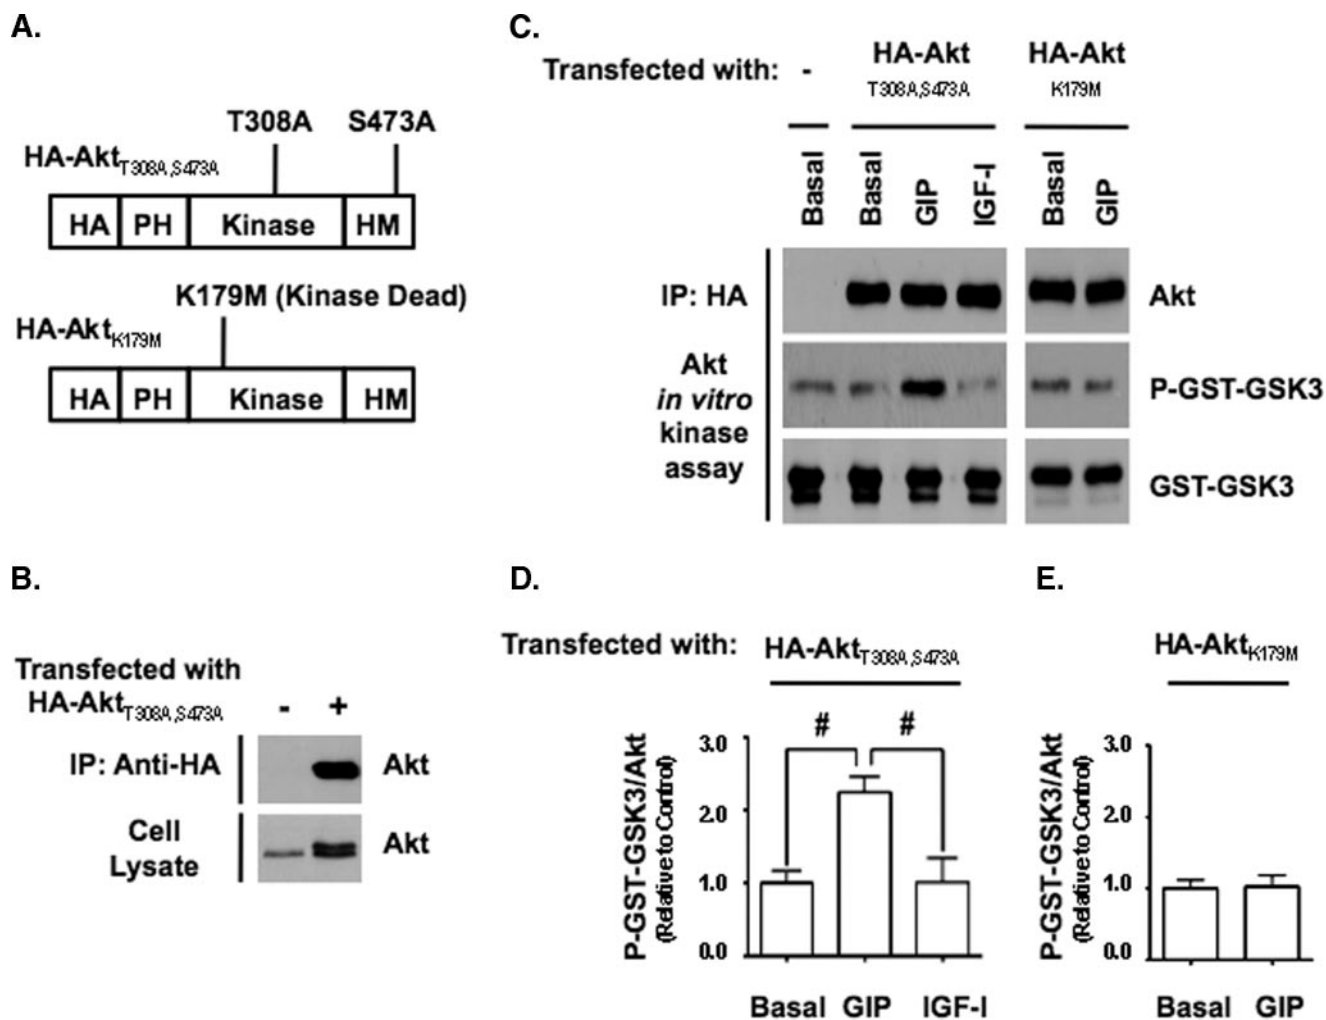 A.
T308A S473A
HA-Akt T308A,S473A
HA PH Kinase HM
K179M (Kinase Dead)
HA-Akt K179M
HA PH Kinase HM
B.
Transfected with
HA-Akt T308A,S473A - +
IP: Anti-HA Akt
Cell
Lysate Akt
C.
Transfected with: - HA-Akt HA-Akt
T308A,S473A K179M
Basal Basal GIP IGF-I Basal GIP
IP: HA Akt
Akt
in vitro
kinase
assay
P-GST-GSK3
GST-GSK3
D.
Transfected with: HA-Akt T308A,S473A
P-GST-GSK3/Akt
(Relative to Control)
# #
3.0
2.0
1.0
0.0
Basal GIP IGF-I
E.
HA-Akt K179M
P-GST-GSK3/Akt
(Relative to Control)
3.0
2.0
1.0
0.0
Basal GIP